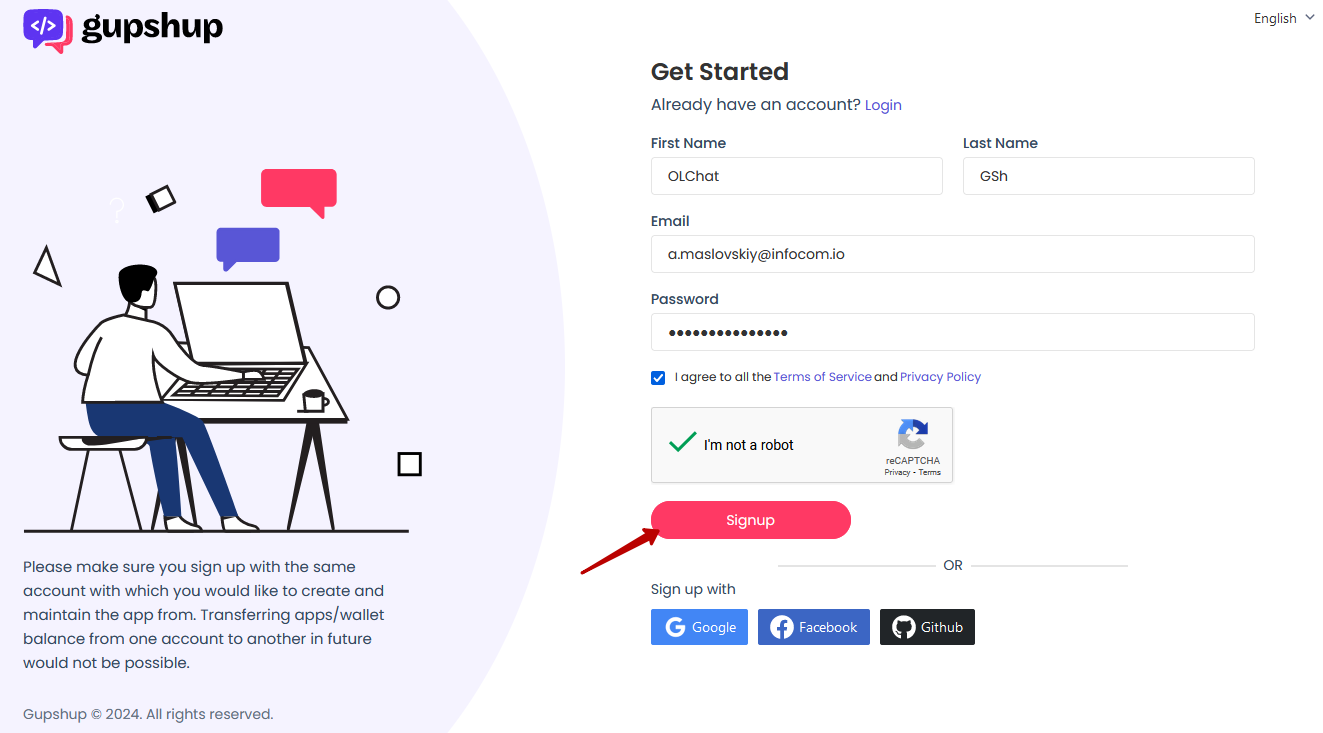 </> gupshup
English
Get Started
Already have an account? Login
First Name
Last Name
OLChat
GSh
Email
a.maslovskiy@infocom.io
Password
•••••••••••••••
I agree to all the Terms of Service and Privacy Policy
I'm not a robot
reCAPTCHA
Privacy - Terms
Signup
OR
Sign up with
Google
Facebook
Github
?
Please make sure you sign up with the same
account with which you would like to create and
maintain the app from. Transferring apps/wallet
balance from one account to another in future
would not be possible.
Gupshup © 2024. All rights reserved.